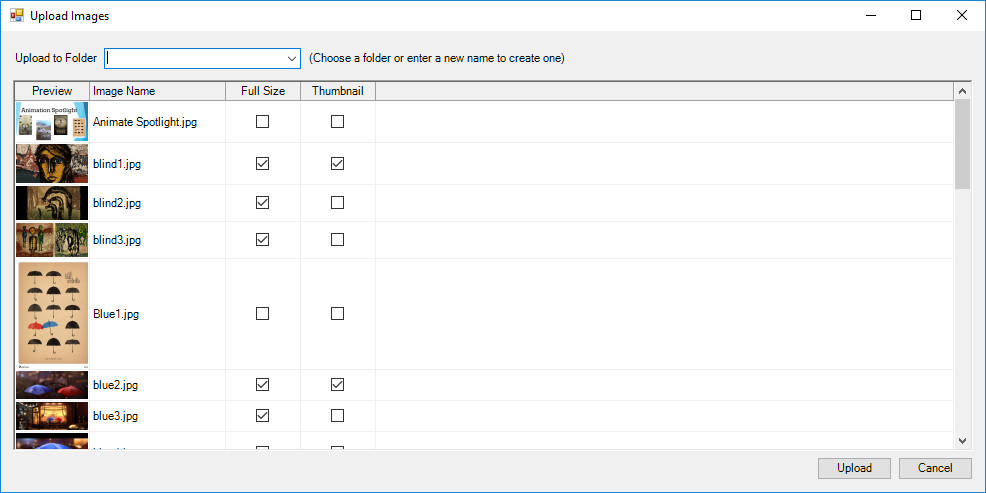 Upload Images
Upload to Folder (Choose a folder or enter a new name to create one)
Preview Image Name Full Size Thumbnail
Animation Spotlight
Animate Spotlight.jpg
blind1.jpg
blind2.jpg
blind3.jpg
Blue1.jpg
blue2.jpg
blue3.jpg
Upload Cancel